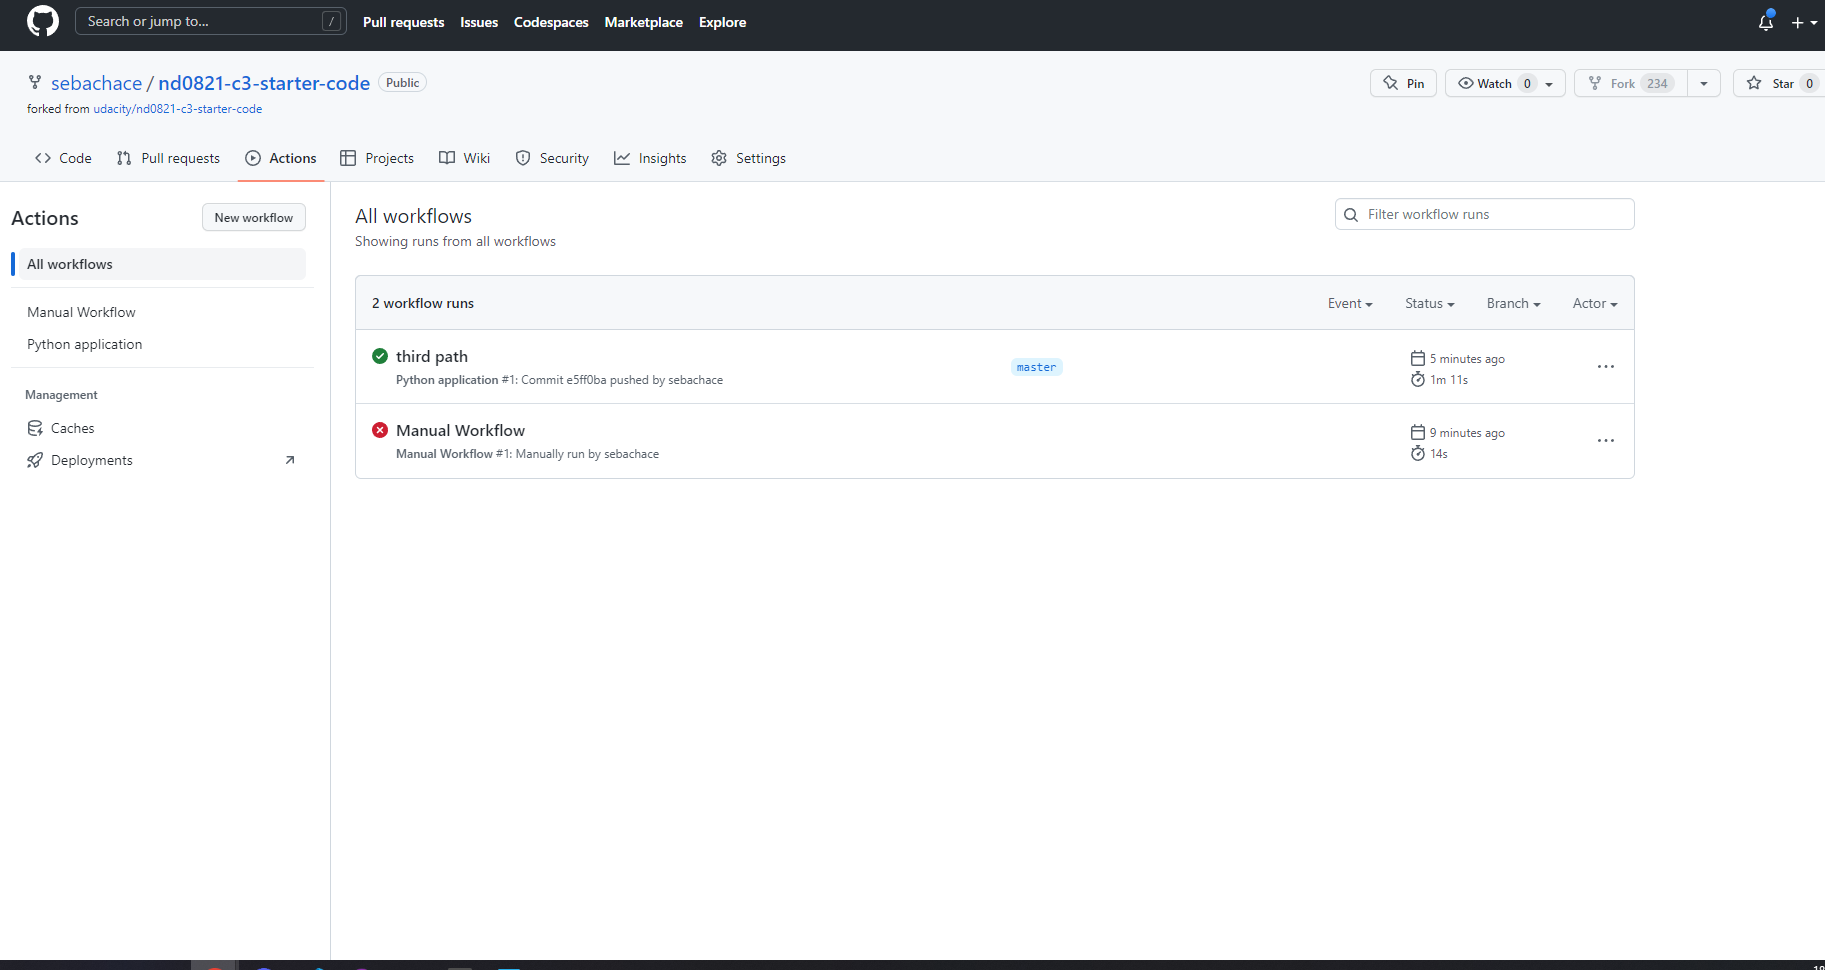 Search or jump to... /
Pull requests Issues Codespaces Marketplace Explore
sebachace / nd0821-c3-starter-code Public
Pin Watch 0 Fork 234 Star 0
forked from udacity/nd0821-c3-starter-code
Code Pull requests Actions Projects Wiki Security Insights Settings
Actions
New workflow
All workflows
Manual Workflow
Python application
Management
Caches
Deployments
All workflows
Showing runs from all workflows
Filter workflow runs
2 workflow runs
Event Status Branch Actor
third path
Python application #1: Commit e5ff0ba pushed by sebachace
master
5 minutes ago
1m 11s
Manual Workflow
Manual Workflow #1: Manually run by sebachace
9 minutes ago
14s